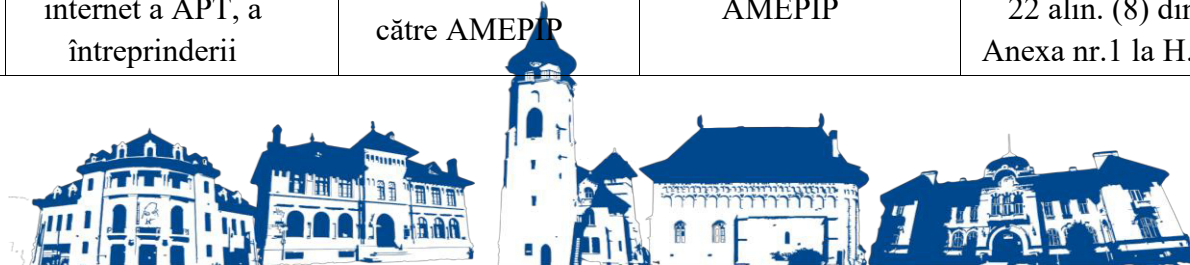 internet a APT, a
întreprinderii
către AMEPIP
AMEPIP
22 alin. (8) din
Anexa nr.1 la H.